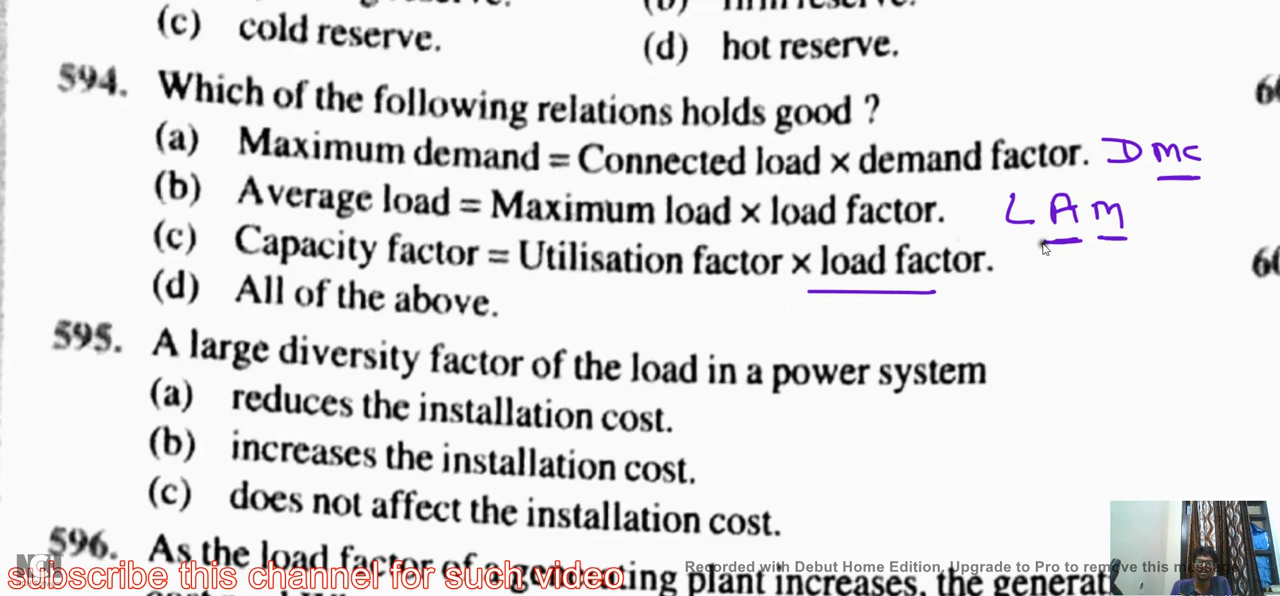 (c) cold reserve.
(d) hot reserve.
594. Which of the following relations holds good ?
(a) Maximum demand = Connected load × demand factor. D MC
(b) Average load = Maximum load × load factor. L A M
(c) Capacity factor = Utilisation factor × load factor.
(d) All of the above.
595. A large diversity factor of the load in a power system
(a) reduces the installation cost.
(b) increases the installation cost.
(c) does not affect the installation cost.
596. As the load factor of a generating plant increases, the
subscribe this channel for such video
Recorded with Debut Home Edition. Upgrade to Pro to remove this message